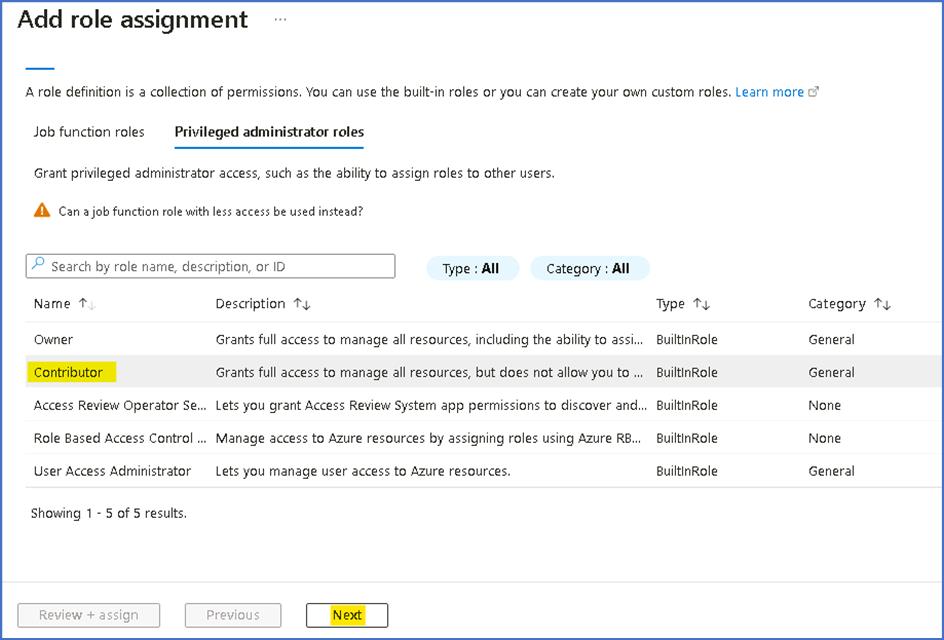 Add role assignment ...
A role definition is a collection of permissions. You can use the built-in roles or you can create your own custom roles. Learn more
Job function roles Privileged administrator roles
Grant privileged administrator access, such as the ability to assign roles to other users.
Can a job function role with less access be used instead?
Search by role name, description, or ID Type : All Category : All
Name ↑↓ Description ↑↓ Type ↑↓ Category ↑↓
Owner Grants full access to manage all resources, including the ability to assi... BuiltInRole General
Contributor Grants full access to manage all resources, but does not allow you to ... BuiltInRole General
Access Review Operator Se... Lets you grant Access Review System app permissions to discover and... BuiltInRole None
Role Based Access Control ... Manage access to Azure resources by assigning roles using Azure RB... BuiltInRole None
User Access Administrator Lets you manage user access to Azure resources. BuiltInRole General
Showing 1 - 5 of 5 results.
Review + assign Previous Next